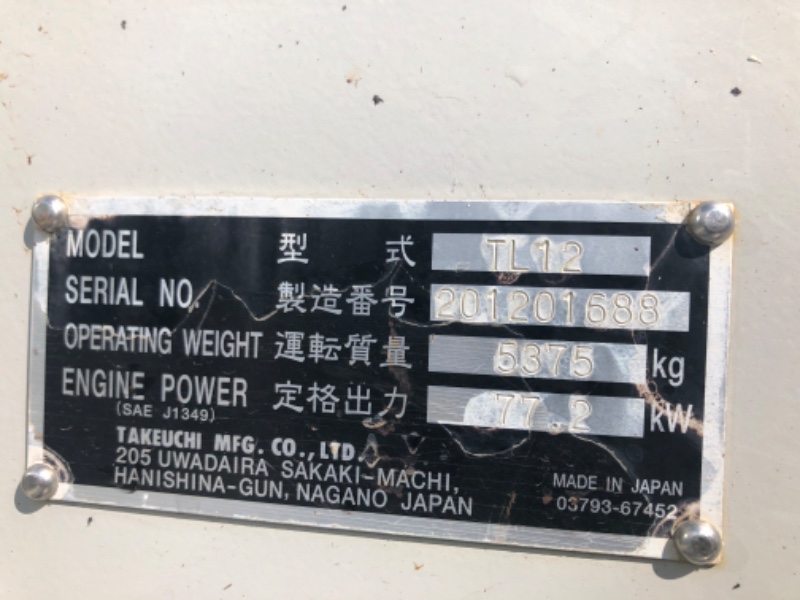 MODEL 型 式 TL12
SERIAL NO. 製造番号 201201688
OPERATING WEIGHT 運転質量 5375 kg
ENGINE POWER 定格出力 77.2 kW
(SAE J1349)
TAKEUCHI MFG. CO., LTD.
205 UWADAIRA SAKAKI-MACHI,
HANISHINA-GUN, NAGANO JAPAN
MADE IN JAPAN
03793-67452